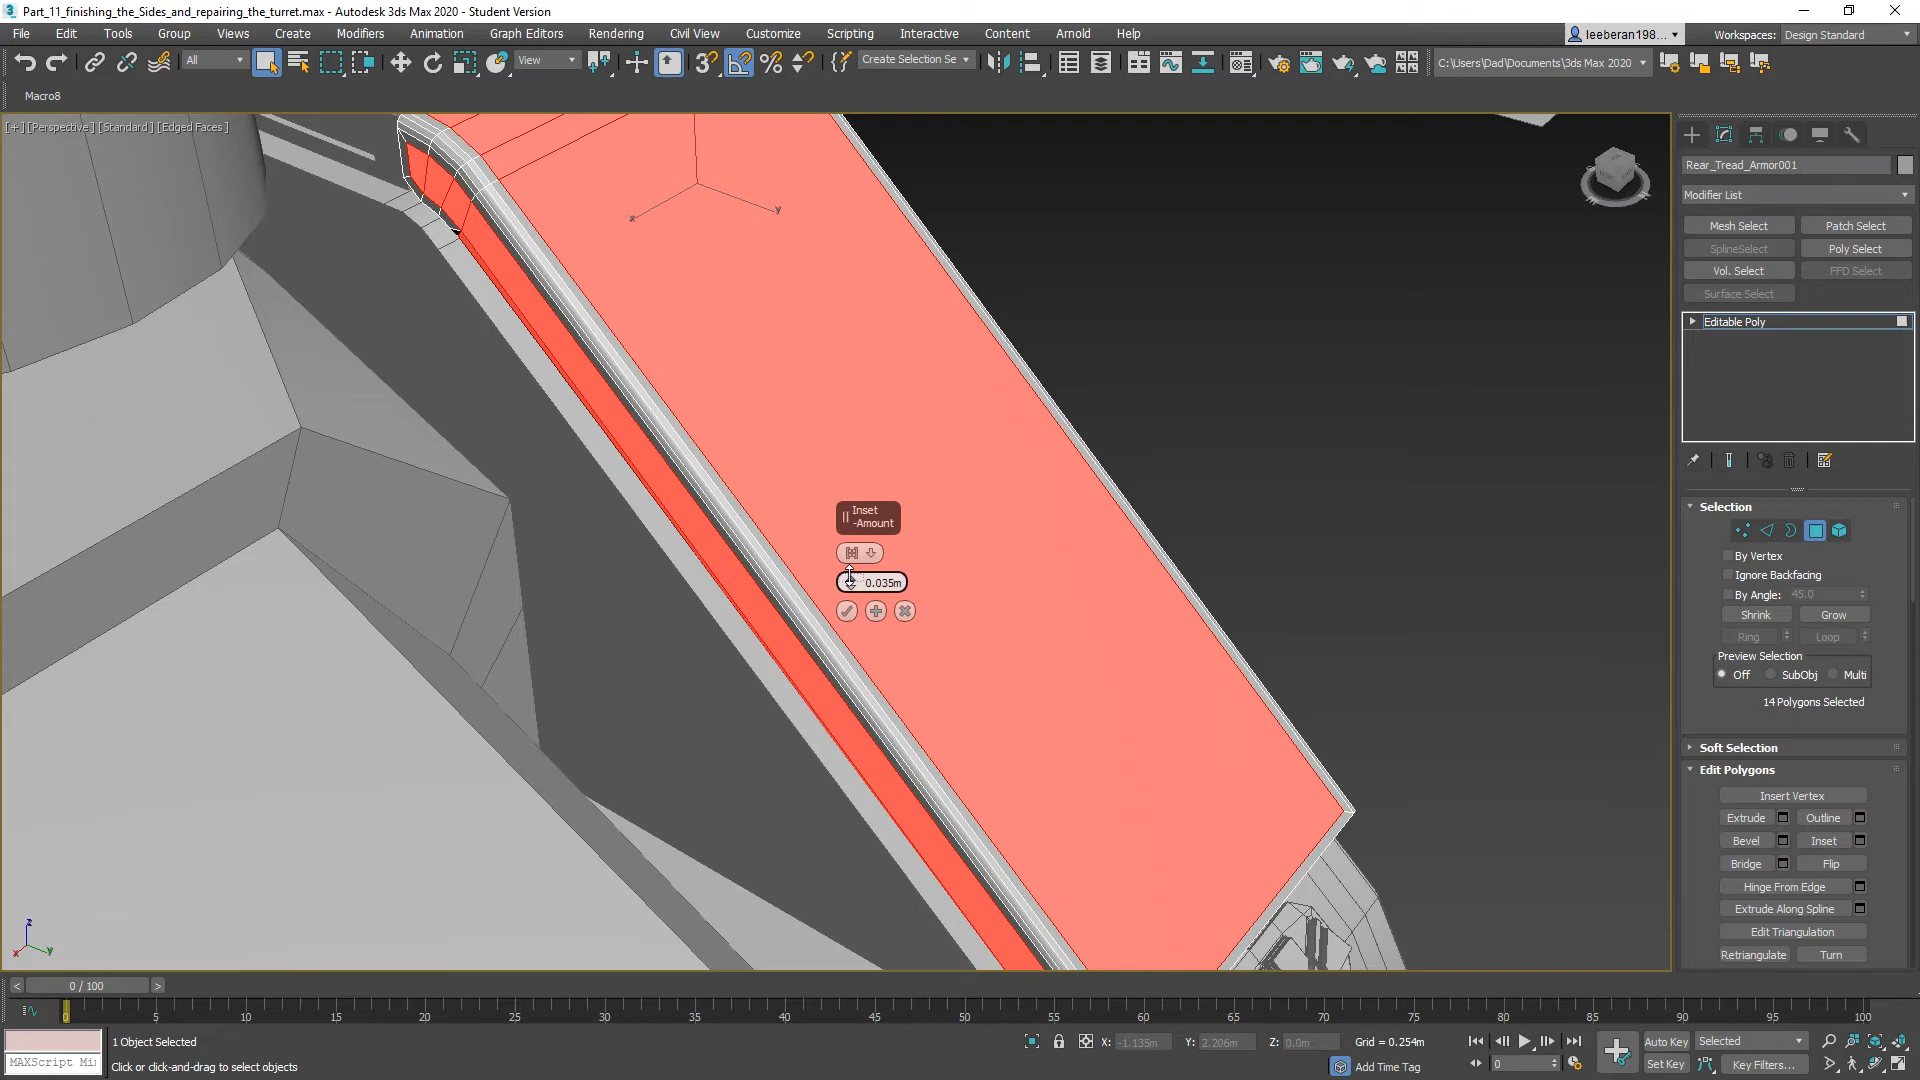 Part_11_finishing_the_Sides_and_repairing_the_turret.max - Autodesk 3ds Max 2020 - Student Version
File Edit Tools Group Views Create Modifiers Animation Graph Editors Rendering Civil View Customize Scripting Interactive Content Arnold Help
leeberan198... Workspaces: Design Standard
All View Create Selection Se C:\Users\Dad\Documents\3ds Max 2020
Macro8
[+] [Perspective] [Standard] [Edged Faces]
x y
Inset
-Amount
0.035m
z
x y
Rear_Tread_Armor001
Modifier List
Mesh Select Patch Select
SplineSelect Poly Select
Vol. Select FFD Select
Surface Select
Editable Poly
Selection
By Vertex
Ignore Backfacing
By Angle: 45.0
Shrink Grow
Ring Loop
Preview Selection
Off SubObj Multi
14 Polygons Selected
Soft Selection
Edit Polygons
Insert Vertex
Extrude Outline
Bevel Inset
Bridge Flip
Hinge From Edge
Extrude Along Spline
Edit Triangulation
Retriangulate Turn
< 0 / 100 >
0 5 10 15 20 25 30 35 40 45 50 55 60 65 70 75 80 85 90 95 100
1 Object Selected X: -1.135m Y: 2.206m Z: 0.0m Grid = 0.254m Auto Key Selected
MAXScript Mi Click or click-and-drag to select objects Add Time Tag 0 Set Key Key Filters...